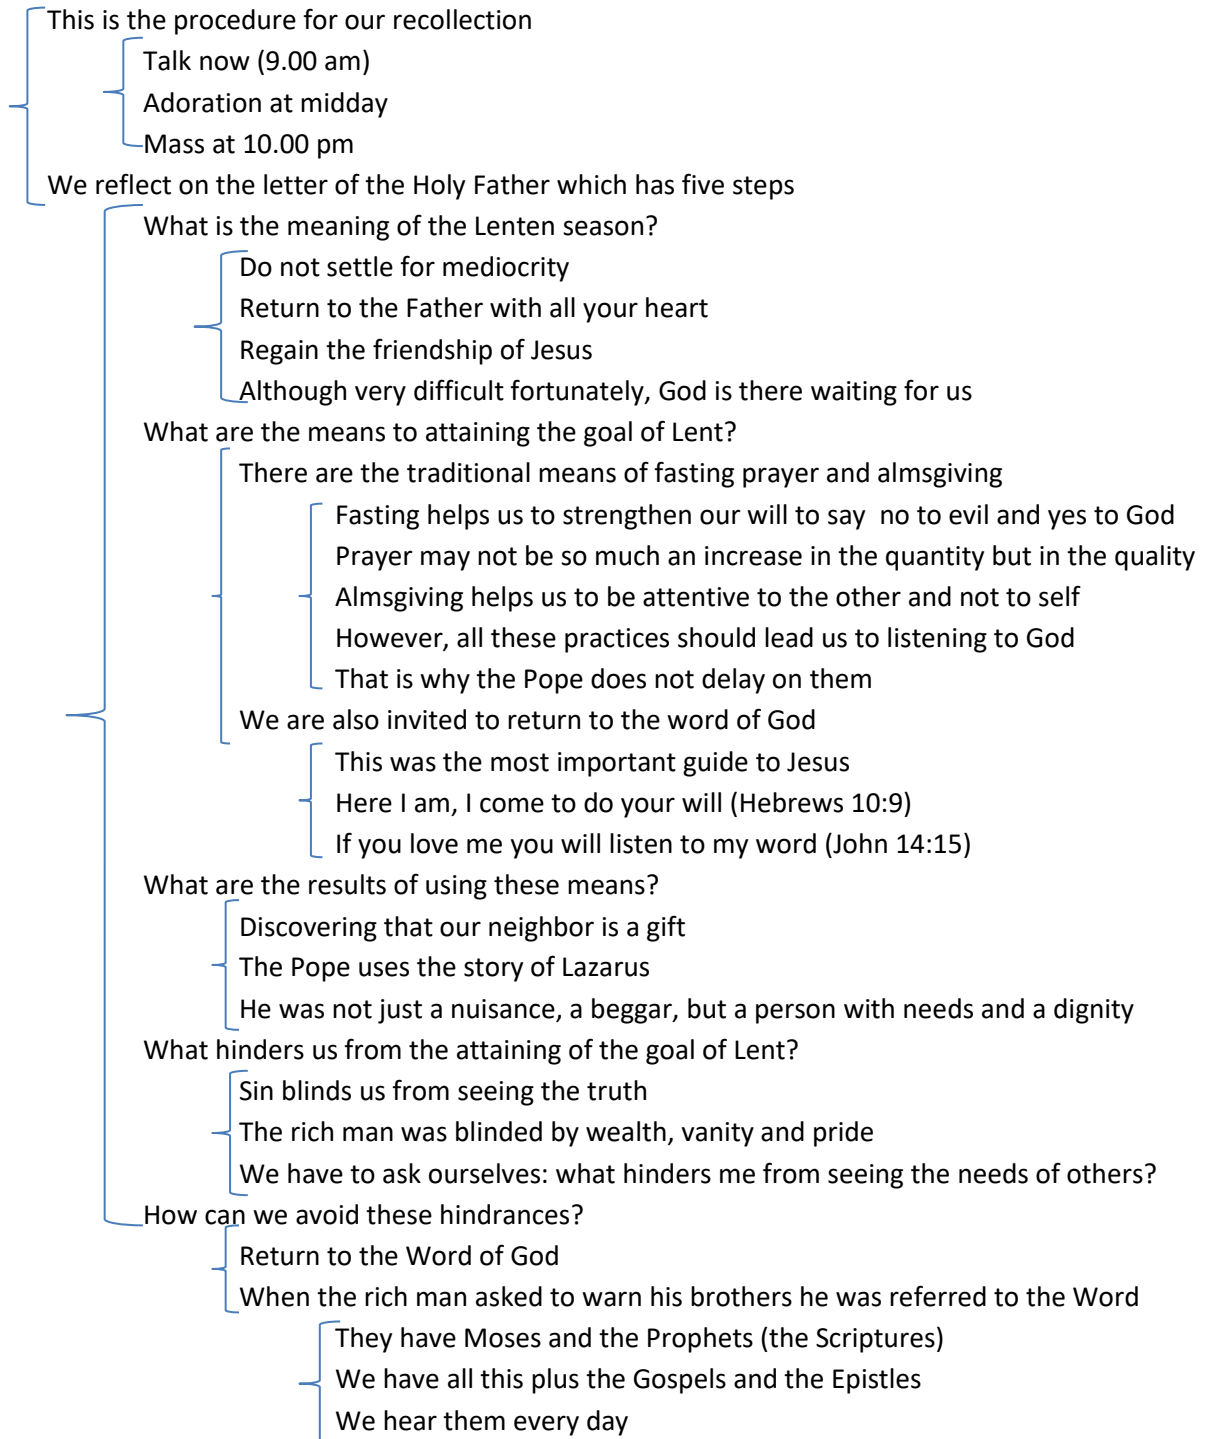 This is the procedure for our recollection
Talk now (9.00 am)
Adoration at midday
Mass at 10.00 pm
We reflect on the letter of the Holy Father which has five steps
What is the meaning of the Lenten season?
Do not settle for mediocrity
Return to the Father with all your heart
Regain the friendship of Jesus
Although very difficult fortunately, God is there waiting for us
What are the means to attaining the goal of Lent?
There are the traditional means of fasting prayer and almsgiving
Fasting helps us to strengthen our will to say  no to evil and yes to God
Prayer may not be so much an increase in the quantity but in the quality
Almsgiving helps us to be attentive to the other and not to self
However, all these practices should lead us to listening to God
That is why the Pope does not delay on them
We are also invited to return to the word of God
This was the most important guide to Jesus
Here I am, I come to do your will (Hebrews 10:9)
If you love me you will listen to my word (John 14:15)
What are the results of using these means?
Discovering that our neighbor is a gift
The Pope uses the story of Lazarus
He was not just a nuisance, a beggar, but a person with needs and a dignity
What hinders us from the attaining of the goal of Lent?
Sin blinds us from seeing the truth
The rich man was blinded by wealth, vanity and pride
We have to ask ourselves: what hinders me from seeing the needs of others?
How can we avoid these hindrances?
Return to the Word of God
When the rich man asked to warn his brothers he was referred to the Word
They have Moses and the Prophets (the Scriptures)
We have all this plus the Gospels and the Epistles
We hear them every day